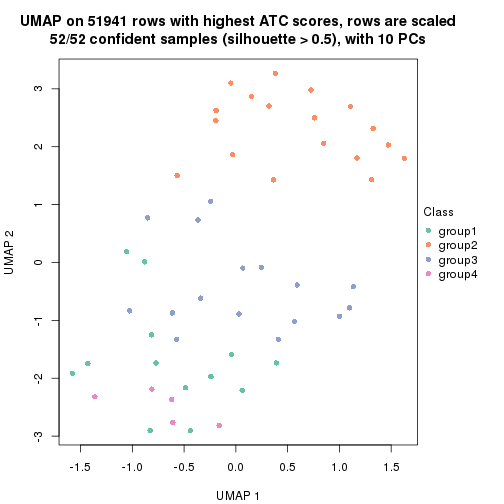 UMAP on 51941 rows with highest ATC scores, rows are scaled
52/52 confident samples (silhouette > 0.5), with 10 PCs
3
2
1
0
-1
-2
-3
UMAP 2
-1.5 -1.0 -0.5 0.0 0.5 1.0 1.5
UMAP 1
Class
group1
group2
group3
group4